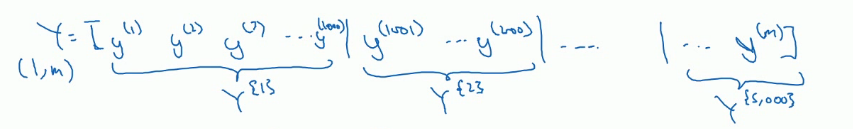 Y = [y^(1) y^(2) y^(3) ... y^(1000) | y^(1001) ... y^(2000) | ..... | ... y^(m)]
(1,m) Y^{1} Y^{2} Y^{5,000}